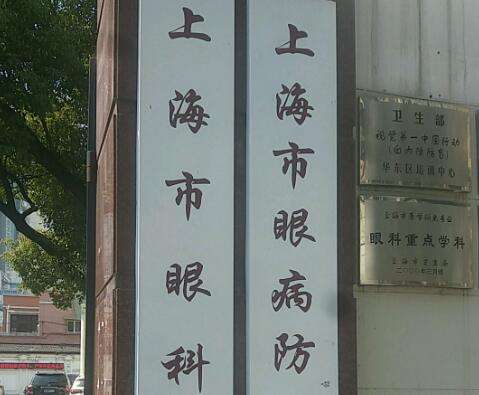 上海市眼病防
上海市眼科
卫生部
视觉第一中国行动
华东区培训中心
眼科重点学科